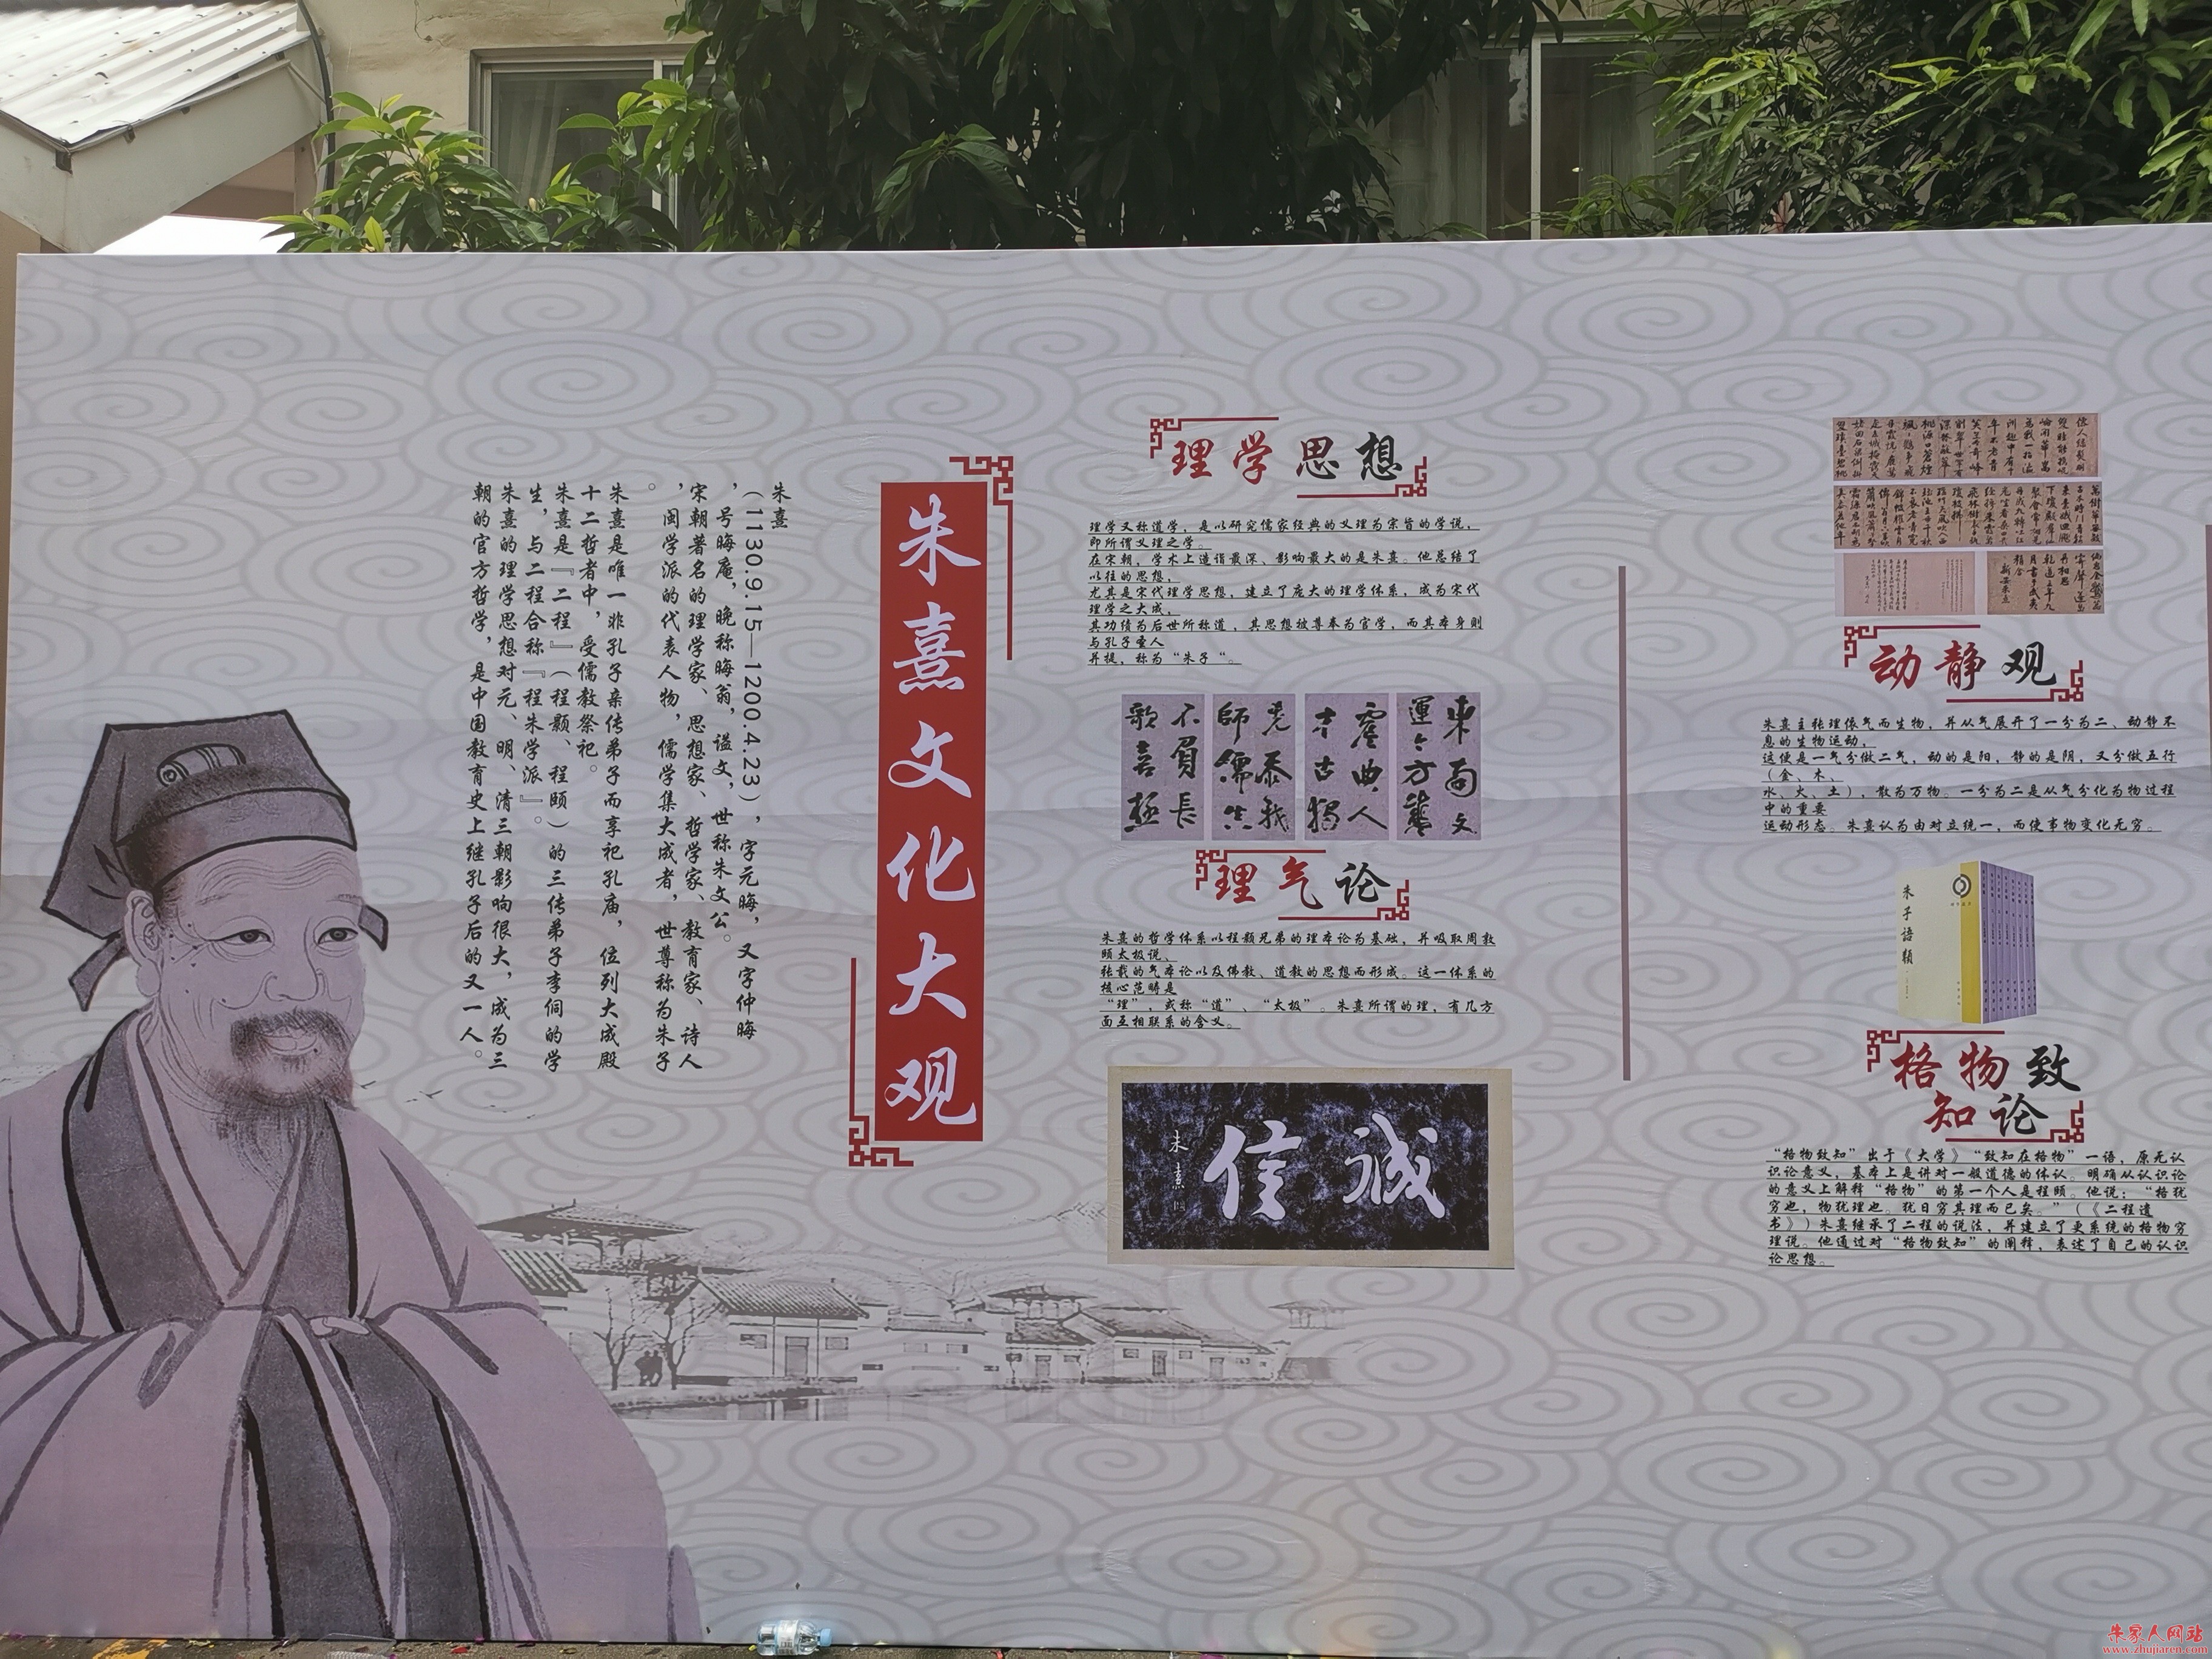 朱熹文化大观
朱熹
（1130.9.15—1200.4.23），字元晦，又字仲晦
，号晦庵，晚称晦翁，谥文，世称朱文公。
宋朝著名的理学家、思想家、哲学家、教育家、诗人
，闽学派的代表人物，儒学集大成者，世尊称为朱子
。
朱熹是唯一非孔子亲传弟子而享祀孔庙，位列大成殿
十二哲者中，受儒教祭祀。
朱熹是『二程』（程颢、程颐）的三传弟子李侗的学
生，与二程合称『程朱学派』。
朱熹的理学思想对元、明、清三朝影响很大，成为三
朝的官方哲学，是中国教育史上继孔子后的又一人。
理学思想
理学又称道学，是以研究儒家经典的义理为宗旨的学说，
即所谓义理之学。
在宋朝，学术上造诣最深、影响最大的是朱熹。他总结了
以往的思想，
尤其是宋代理学思想，建立了庞大的理学体系，成为宋代
理学之大成，
其功绩为后世所称道，其思想被尊奉为官学，而其本身则
与孔子圣人
并提，称为“朱子“。
理气论
朱熹的哲学体系以程颢兄弟的理本论为基础，并吸取周敦
颐太极说、
张载的气本论以及佛教、道教的思想而形成。这一体系的
核心范畴是
“理”，或称“道”、“太极”。朱熹所谓的理，有几方
面互相联系的含义。
誠信
朱熹
动静观
朱熹主张理依气而生物，并从气展开了一分为二、动静不
息的生物运动，
这便是一气分做二气，动的是阳，静的是阴，又分做五行
（金、木、
水、火、土），散为万物。一分为二是从气分化为物过程
中的重要
运动形态。朱熹认为由对立统一，而使事物变化无穷。
朱子語類
格物致
知论
“格物致知”出于《大学》“致知在格物”一语，原无认
识论意义，基本上是讲对一般道德的体认。明确从认识论
的意义上解释“格物”的第一个人是程颐。他说：“格犹
穷也，物犹理也。犹日穷其理而已矣。”（《二程遗
书》）朱熹继承了二程的说法，并建立了更系统的格物穷
理说。他通过对“格物致知”的阐释，表述了自己的认识
论思想。
朱家人网站
www.zhujiaren.com